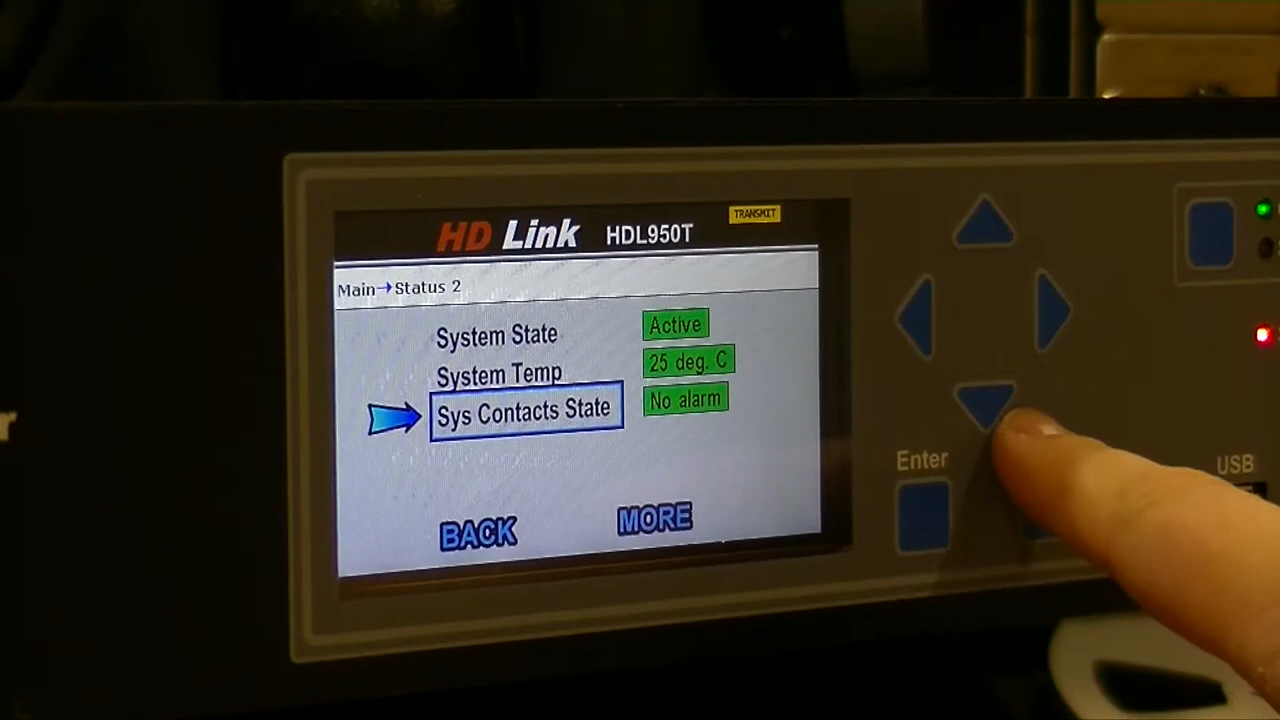 TRANSMIT
HD Link HDL950T
Main→Status 2
System State Active
System Temp 25 deg. C
Sys Contacts State No alarm
BACK MORE
Enter
USB